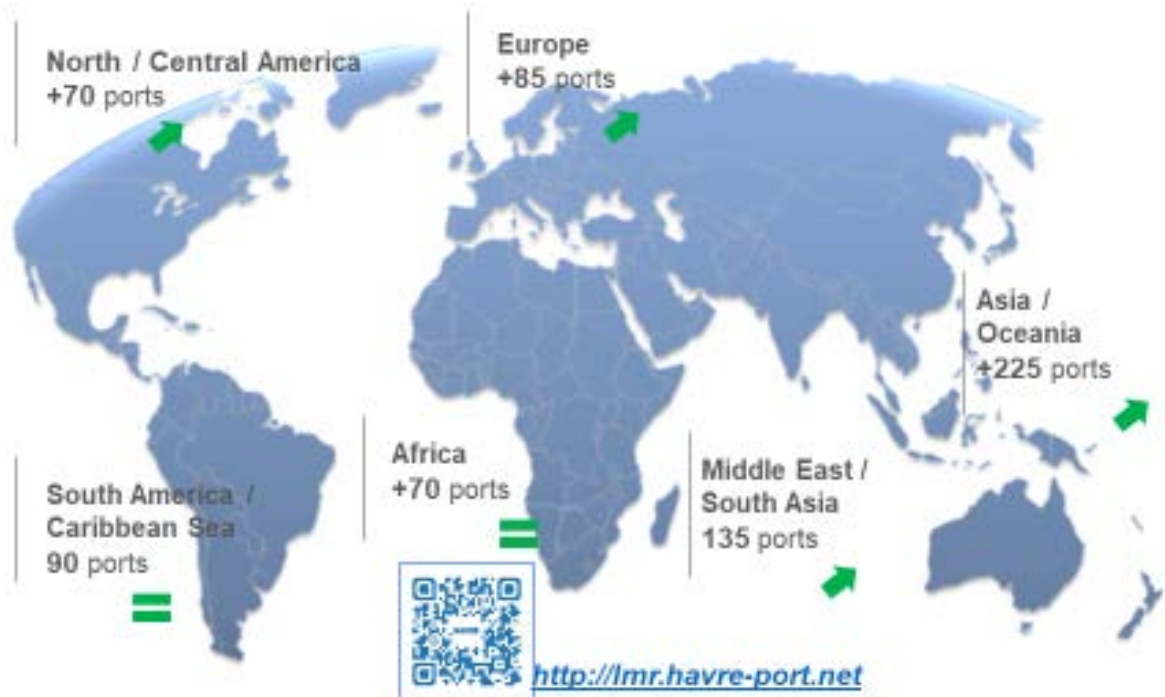 North / Central America
+70 ports
Europe
+85 ports
Asia /
Oceania
+225 ports
Africa
+70 ports
Middle East /
South Asia
135 ports
South America /
Caribbean Sea
90 ports
http://lmr.havre-port.net